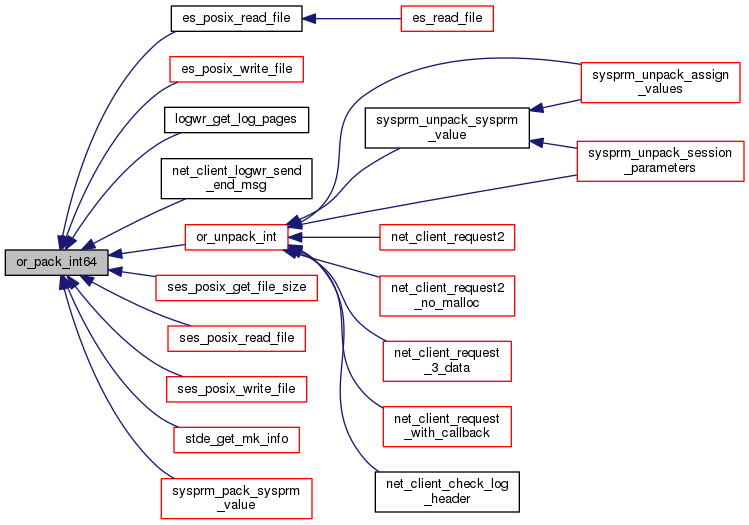 es_posix_read_file
es_read_file
es_posix_write_file
sysprm_unpack_assign
_values
logwr_get_log_pages
sysprm_unpack_sysprm
_value
net_client_logwr_send
_end_msg
sysprm_unpack_session
_parameters
or_unpack_int
net_client_request2
or_pack_int64
ses_posix_get_file_size
net_client_request2
_no_malloc
ses_posix_read_file
net_client_request
_3_data
ses_posix_write_file
net_client_request
_with_callback
stde_get_mk_info
sysprm_pack_sysprm
_value
net_client_check_log
_header